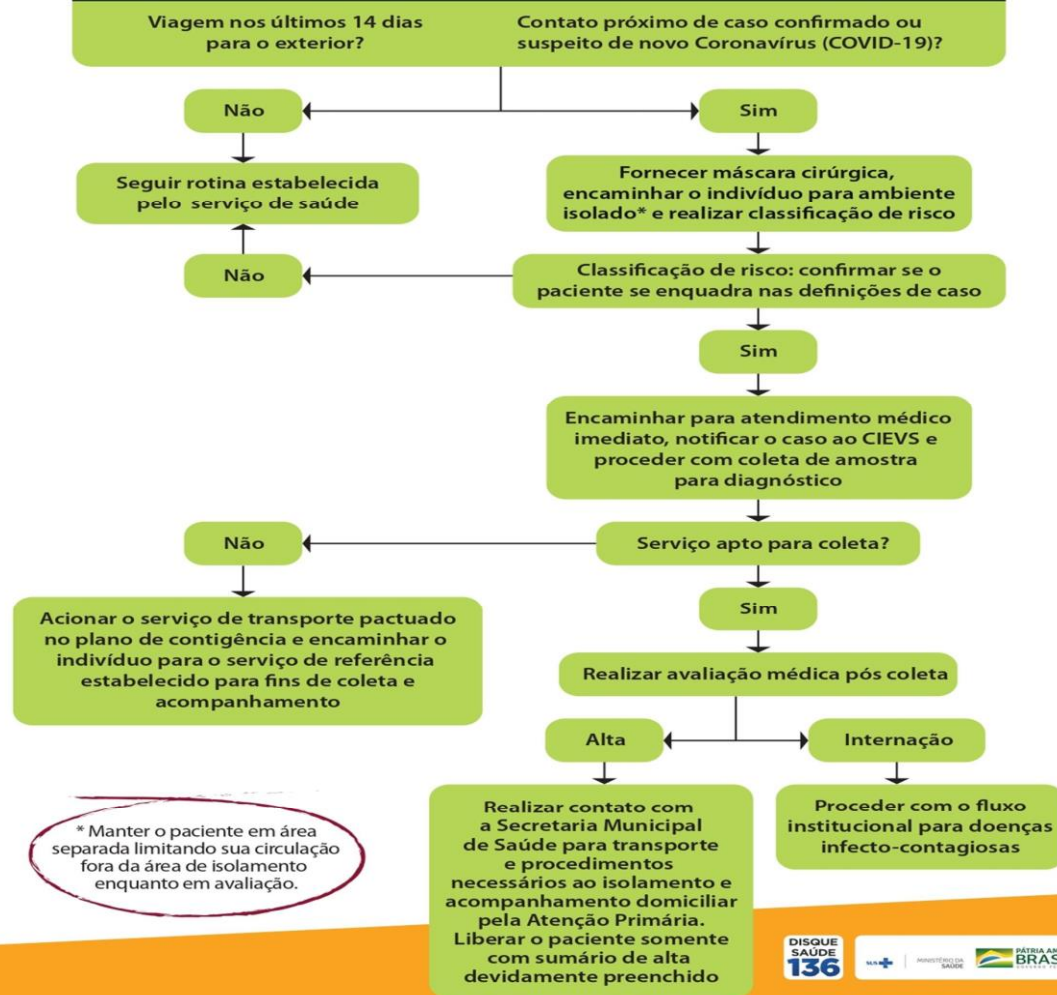 Viagem nos últimos 14 dias
para o exterior?
Contato próximo de caso confirmado ou
suspeito de novo Coronavírus (COVID-19)?
Não
Sim
Seguir rotina estabelecida
pelo serviço de saúde
Fornecer máscara cirúrgica,
encaminhar o indivíduo para ambiente
isolado* e realizar classificação de risco
Não
Classificação de risco: confirmar se o
paciente se enquadra nas definições de caso
Sim
Encaminhar para atendimento médico
imediato, notificar o caso ao CIEVS e
proceder com coleta de amostra
para diagnóstico
Não
Serviço apto para coleta?
Sim
Acionar o serviço de transporte pactuado
no plano de contigência e encaminhar o
indivíduo para o serviço de referência
estabelecido para fins de coleta e
acompanhamento
Realizar avaliação médica pós coleta
Alta
Internação
Realizar contato com
a Secretaria Municipal
de Saúde para transporte
e procedimentos
necessários ao isolamento e
acompanhamento domiciliar
pela Atenção Primária.
Liberar o paciente somente
com sumário de alta
devidamente preenchido
Proceder com o fluxo
institucional para doenças
infecto-contagiosas
* Manter o paciente em área
separada limitando sua circulação
fora da área de isolamento
enquanto em avaliação.
DISQUE
SAÚDE
136
SUS
MINISTÉRIO DA
SAÚDE
PÁTRIA AM
BRAS